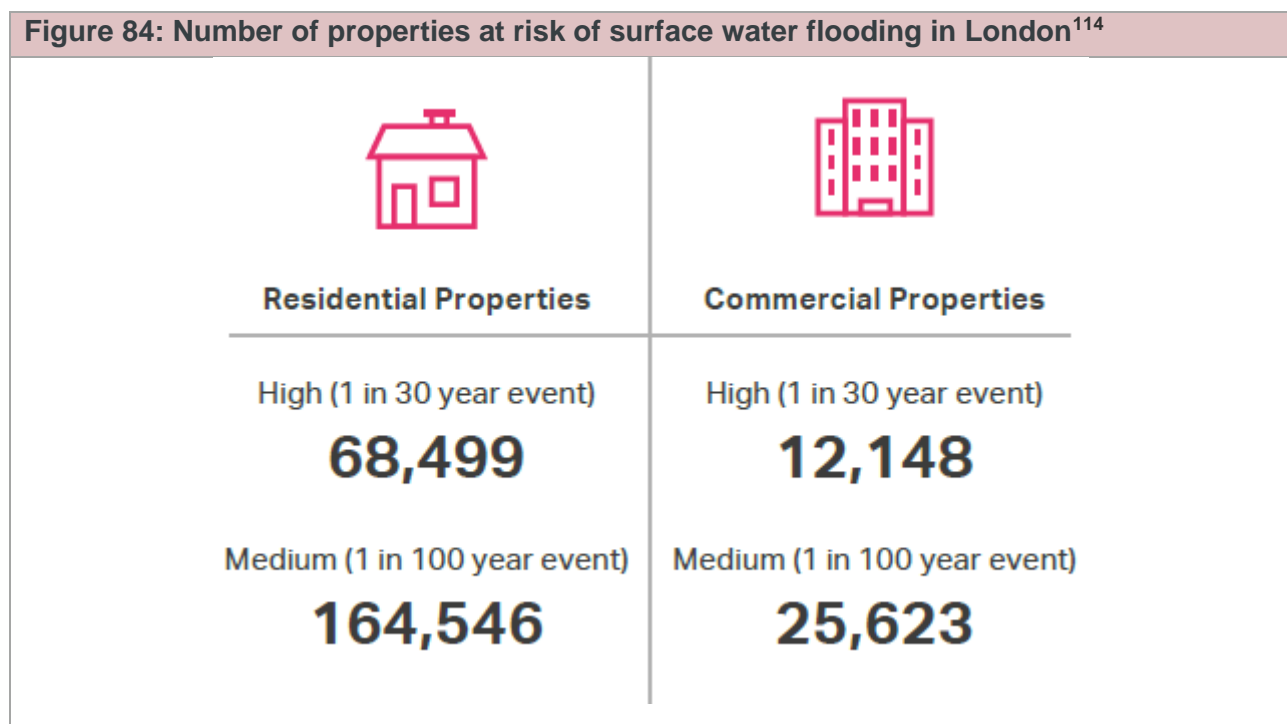 Figure 84: Number of properties at risk of surface water flooding in London114
Residential Properties
High (1 in 30 year event)
68,499
Medium (1 in 100 year event)
164,546
Commercial Properties
High (1 in 30 year event)
12,148
Medium (1 in 100 year event)
25,623